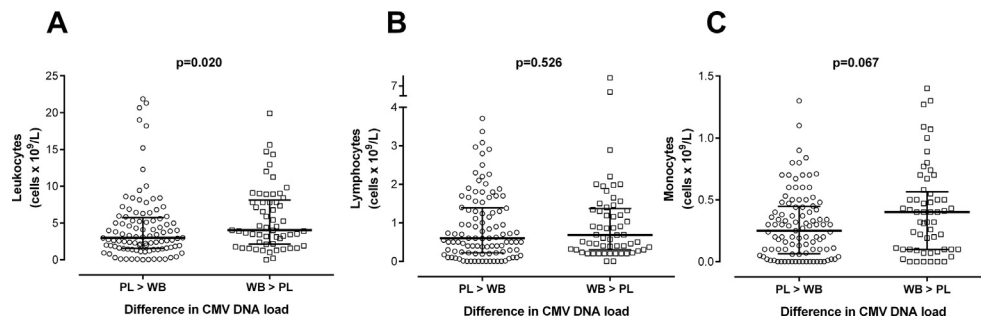 A
p=0.020
Leukocytes
(cells x 10⁹/L)
25
20
15
10
5
0
PL > WB
WB > PL
Difference in CMV DNA load
B
p=0.526
Lymphocytes
(cells x 10⁹/L)
7
4
3
2
1
0
PL > WB
WB > PL
Difference in CMV DNA load
C
p=0.067
Monocytes
(cells x 10⁹/L)
1.5
1.0
0.5
0.0
PL > WB
WB > PL
Difference in CMV DNA load